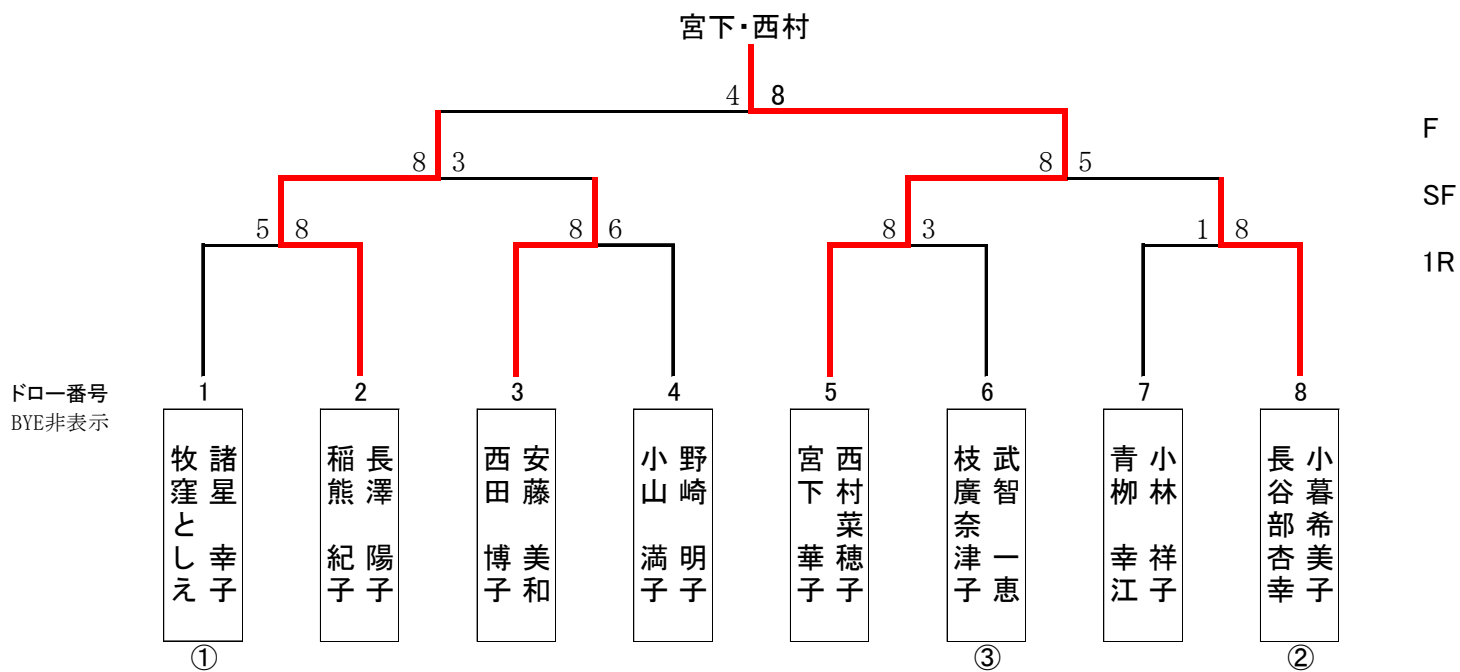 宮下・西村
4 8
F
8 3 8 5
SF
5 8 8 6 8 3 1 8
1R
ドロー番号 1 2 3 4 5 6 7 8
BYE非表示
諸星 幸子
牧窪としえ
長澤 陽子
稲熊 紀子
安藤 美和
西田 博子
野崎 明子
小山 満子
西村菜穂子
宮下 華子
武智 一恵
枝廣奈津子
小林 祥子
青栁 幸江
小暮希美子
長谷部杏幸
① ③ ②